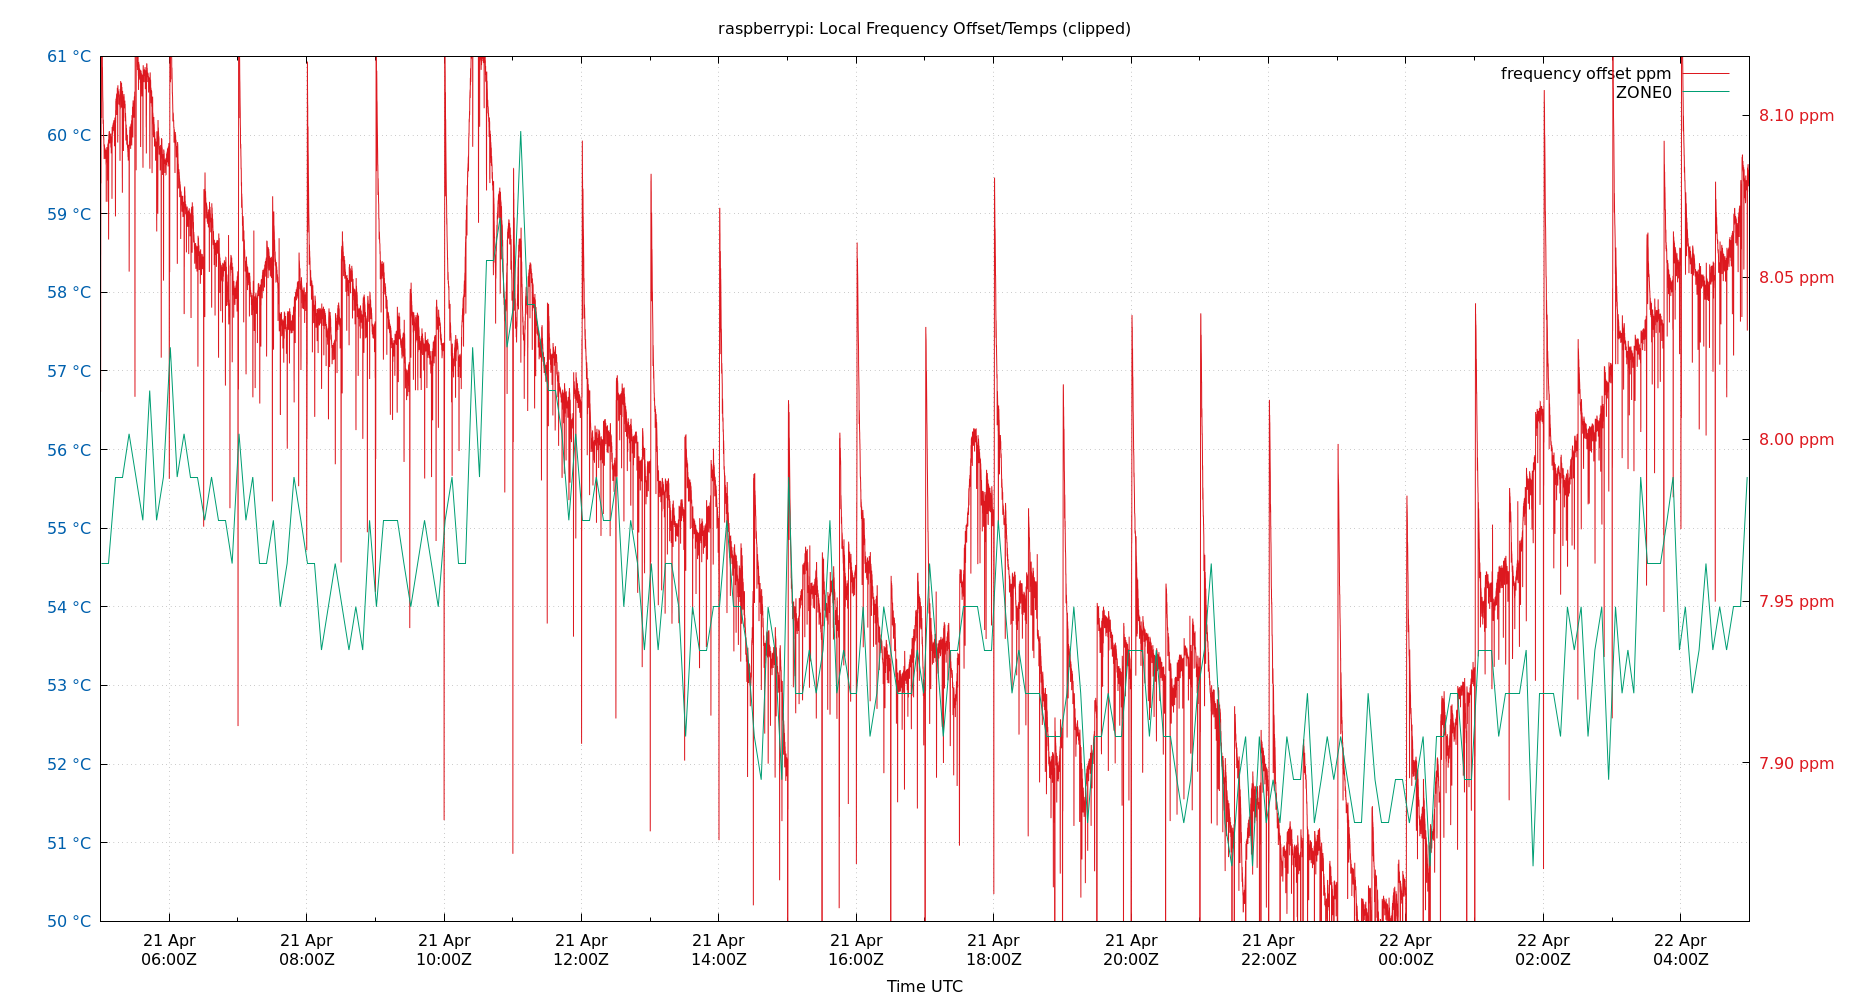 raspberrypi: Local Frequency Offset/Temps (clipped)
61 °C
60 °C
59 °C
58 °C
57 °C
56 °C
55 °C
54 °C
53 °C
52 °C
51 °C
50 °C
frequency offset ppm
ZONE0
8.10 ppm
8.05 ppm
8.00 ppm
7.95 ppm
7.90 ppm
21 Apr
06:00Z
21 Apr
08:00Z
21 Apr
10:00Z
21 Apr
12:00Z
21 Apr
14:00Z
21 Apr
16:00Z
21 Apr
18:00Z
21 Apr
20:00Z
21 Apr
22:00Z
22 Apr
00:00Z
22 Apr
02:00Z
22 Apr
04:00Z
Time UTC